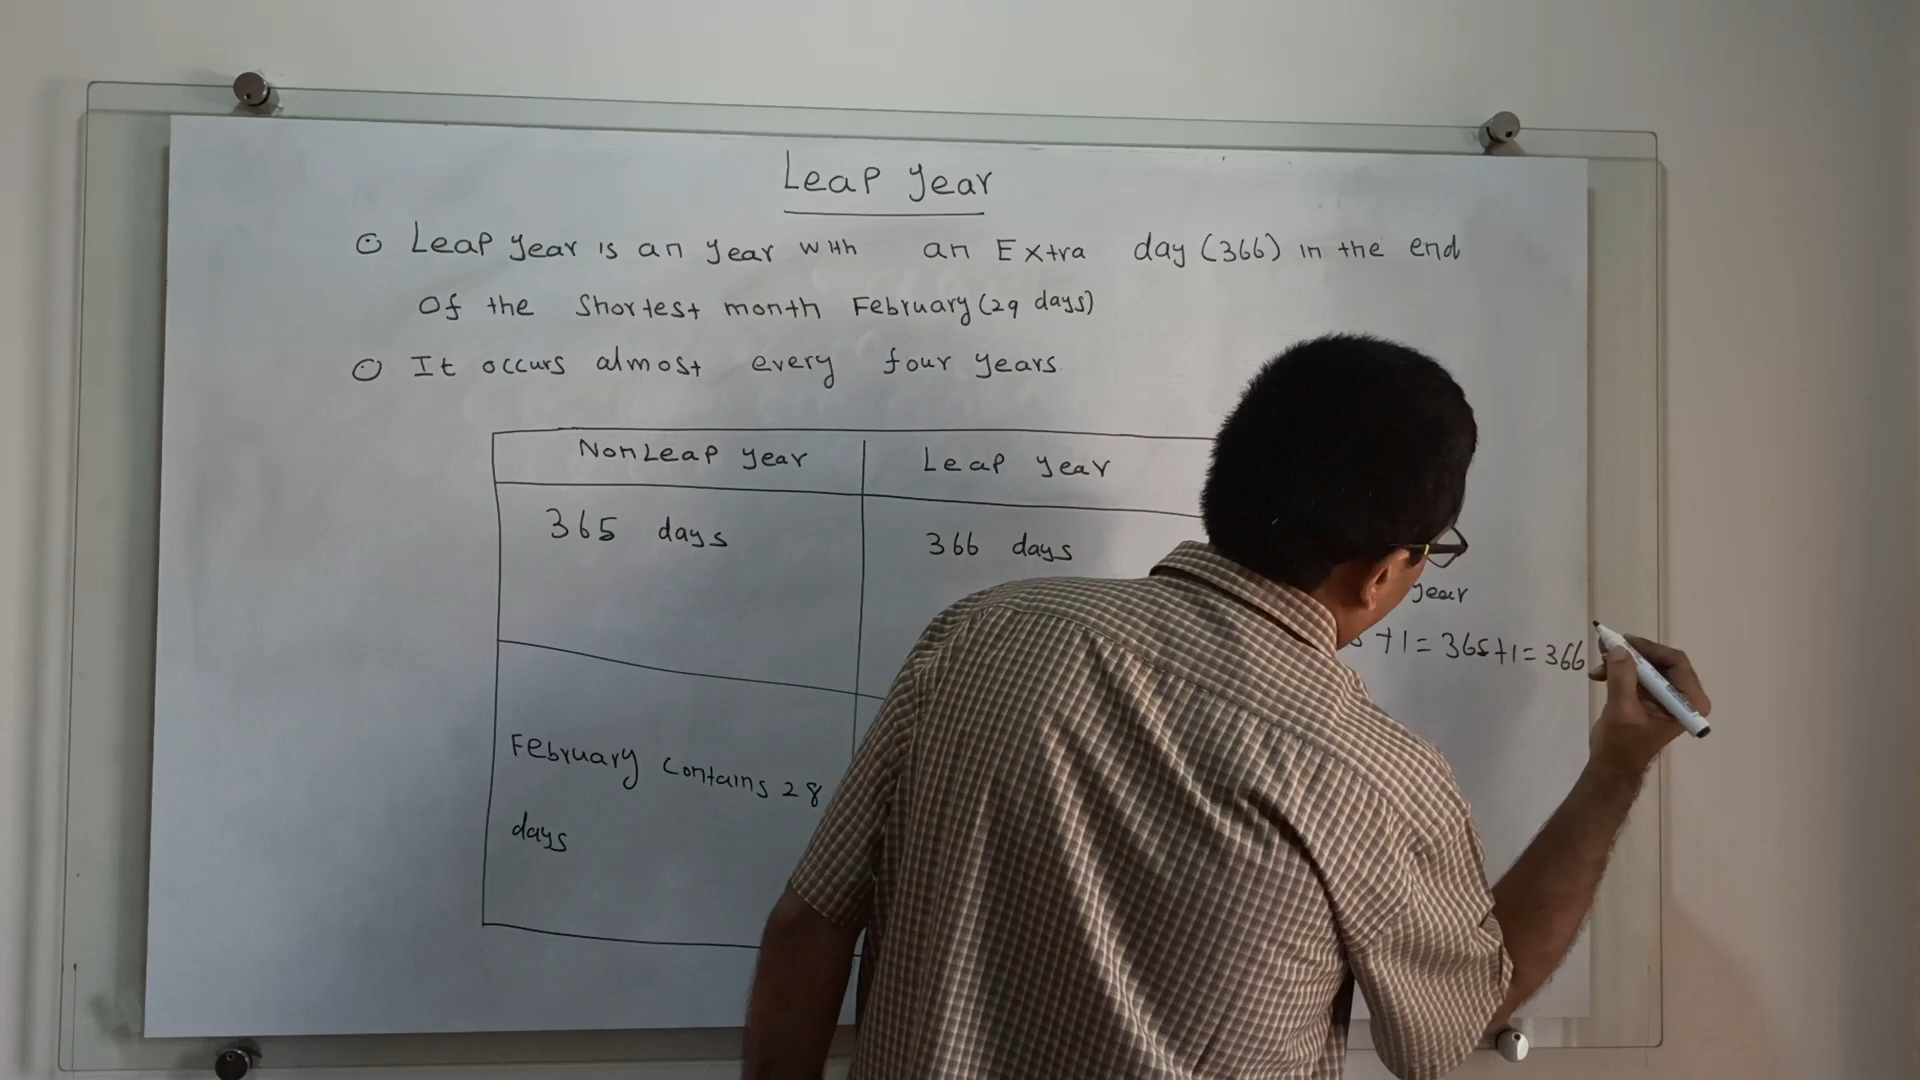 Leap year
Leap year is an year with an Extra day (366) in the end
of the Shortest month February (29 days)
It occurs almost every four years
Non Leap year Leap year
365 days 366 days
year
+1=365+1=366
February contains 28
days